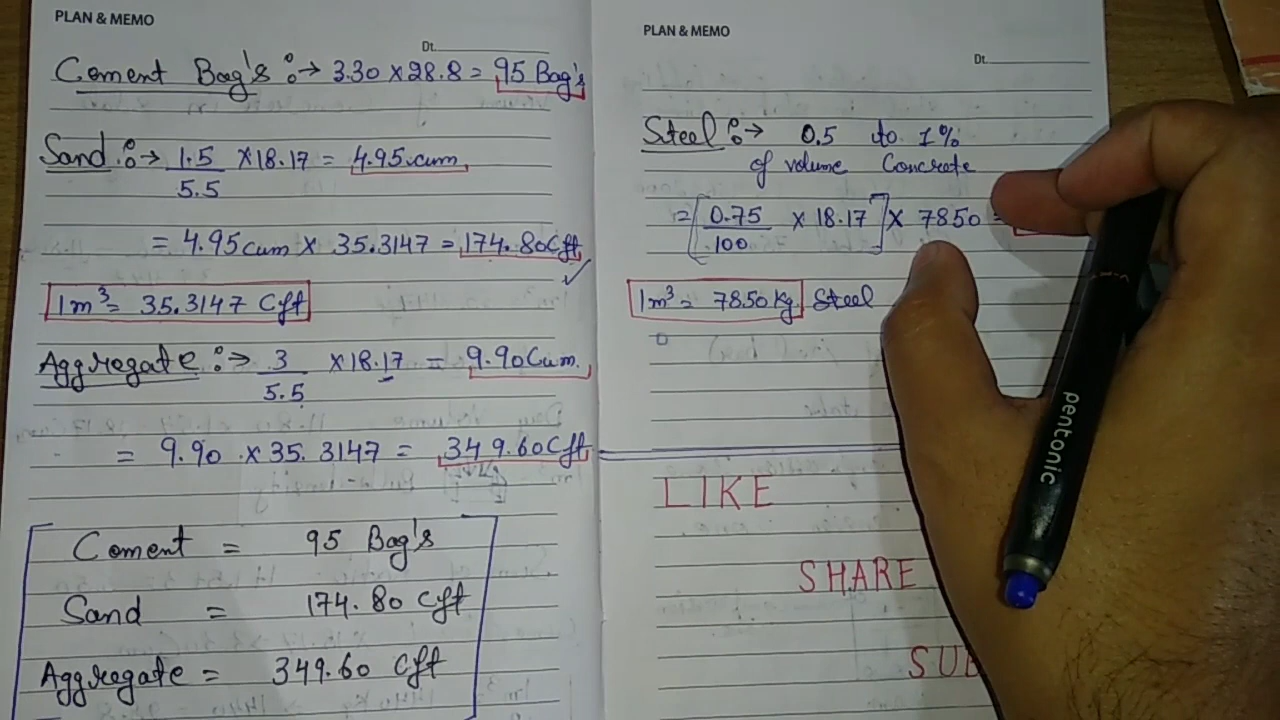 PLAN & MEMO
Dt.
Cement Bag's :→ 3.30 × 28.8 = 95 Bag's
Sand :→ 1.5 × 18.17 = 4.95 cum
5.5
= 4.95 cum × 35.3147 = 174.80 Cft
1 m³ = 35.3147 Cft
Aggregate :→ 3 × 18.17 = 9.90 Cum.
5.5
= 9.90 × 35.3147 = 349.60 Cft
Cement = 95 Bag's
Sand = 174.80 Cft
Aggregate = 349.60 Cft
PLAN & MEMO
Dt.
Steel :→ 0.5 to 1%
of volume Concrete
= [ 0.75 × 18.17 ] × 7850 =
100
1 m³ = 7850 kg Steel
LIKE
SHARE
SUB
pentonic